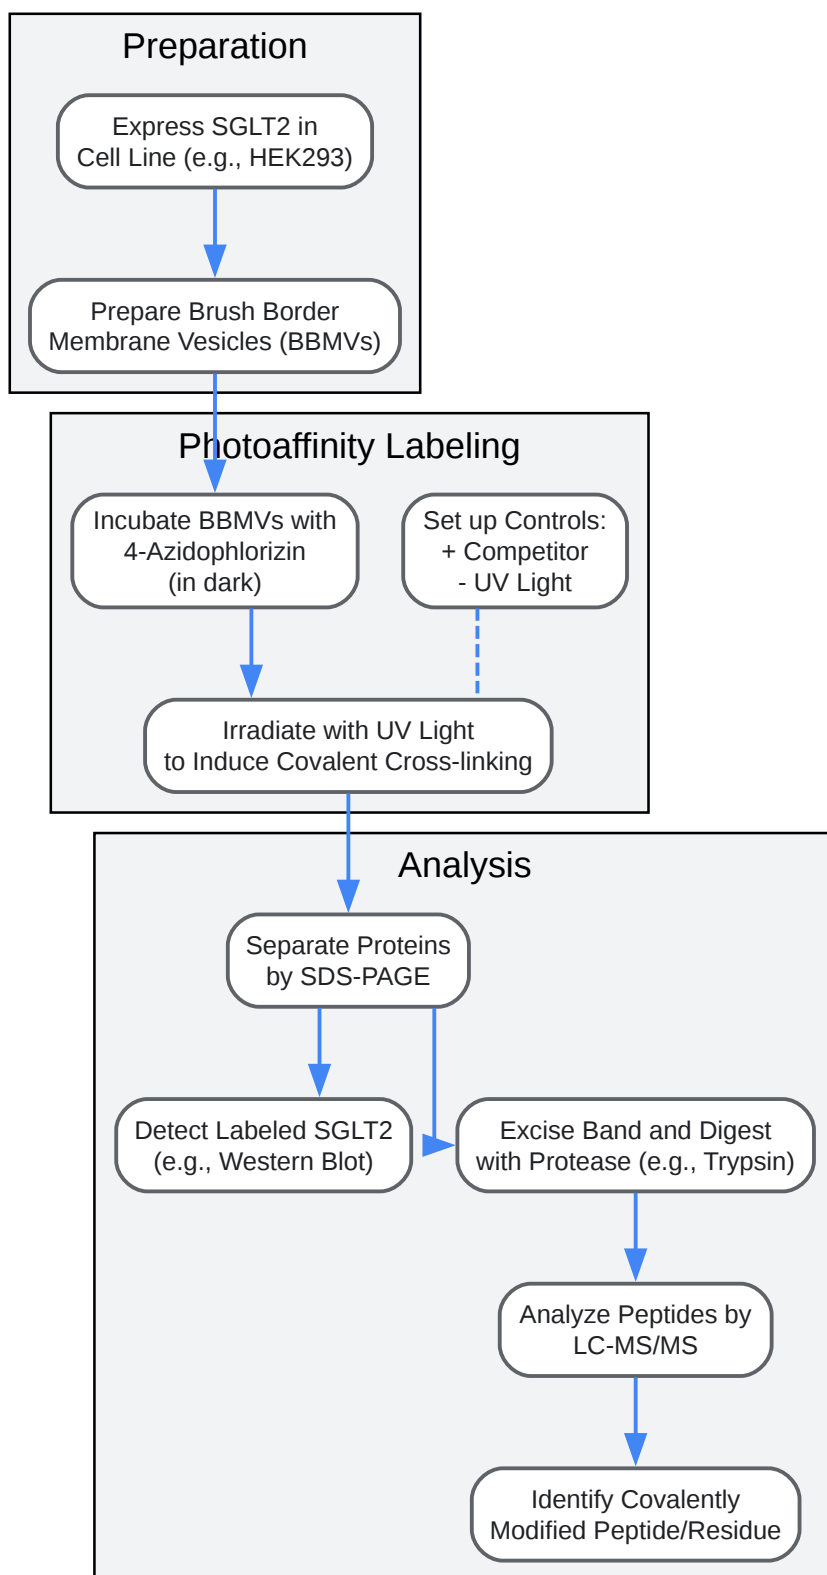 Preparation
Express SGLT2 in
Cell Line (e.g., HEK293)
Prepare Brush Border
Membrane Vesicles (BBMVs)
Photoaffinity Labeling
Incubate BBMVs with
4-Azidophlorizin
(in dark)
Set up Controls:
+ Competitor
- UV Light
Irradiate with UV Light
to Induce Covalent Cross-linking
Analysis
Separate Proteins
by SDS-PAGE
Detect Labeled SGLT2
(e.g., Western Blot)
Excise Band and Digest
with Protease (e.g., Trypsin)
Analyze Peptides by
LC-MS/MS
Identify Covalently
Modified Peptide/Residue